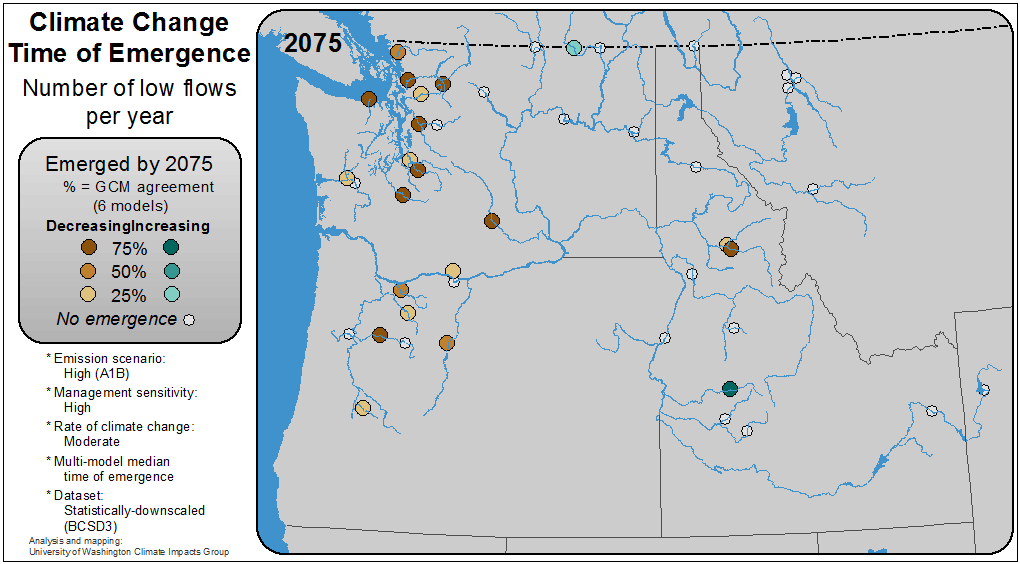 Climate Change
Time of Emergence
Number of low flows
per year
2075
Emerged by 2075
% = GCM agreement
(6 models)
DecreasingIncreasing
75%
50%
25%
No emergence
* Emission scenario:
High (A1B)
* Management sensitivity:
High
* Rate of climate change:
Moderate
* Multi-model median
time of emergence
* Dataset:
Statistically-downscaled
(BCSD3)
Analysis and mapping:
University of Washington Climate Impacts Group